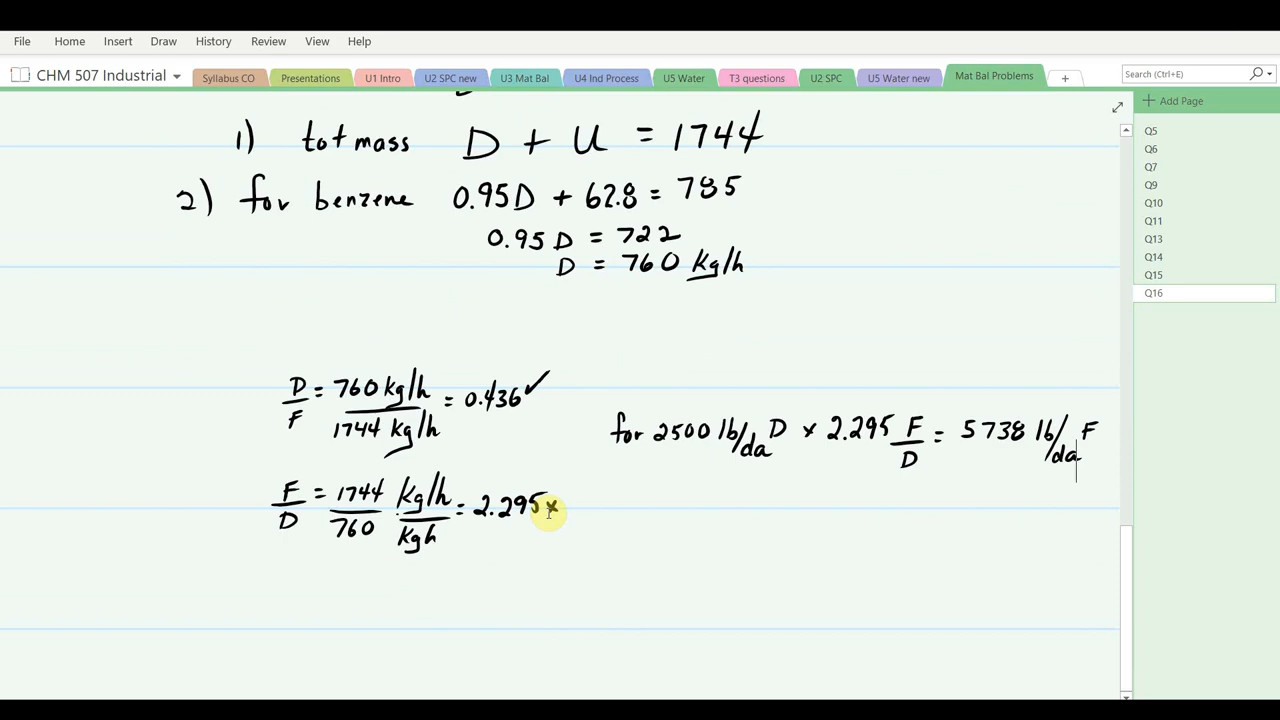 File Home Insert Draw History Review View Help
CHM 507 Industrial Syllabus CO Presentations U1 Intro U2 SPC new U3 Mat Bal U4 Ind Process U5 Water T3 questions U2 SPC U5 Water new Mat Bal Problems + Search (Ctrl+E)
+ Add Page
Q5
Q6
Q7
Q9
Q10
Q11
Q13
Q14
Q15
Q16
1) tot mass D + U = 1744
2) for benzene 0.95D + 62.8 = 785
0.95 D = 722
D = 760 kg/h
D/F = 760 kg/h / 1744 kg/h = 0.436 ✓
for 2500 lb/da D × 2.295 F/D = 5738 lb/da F
F/D = 1744/760 kg/h / kg h = 2.295 ×